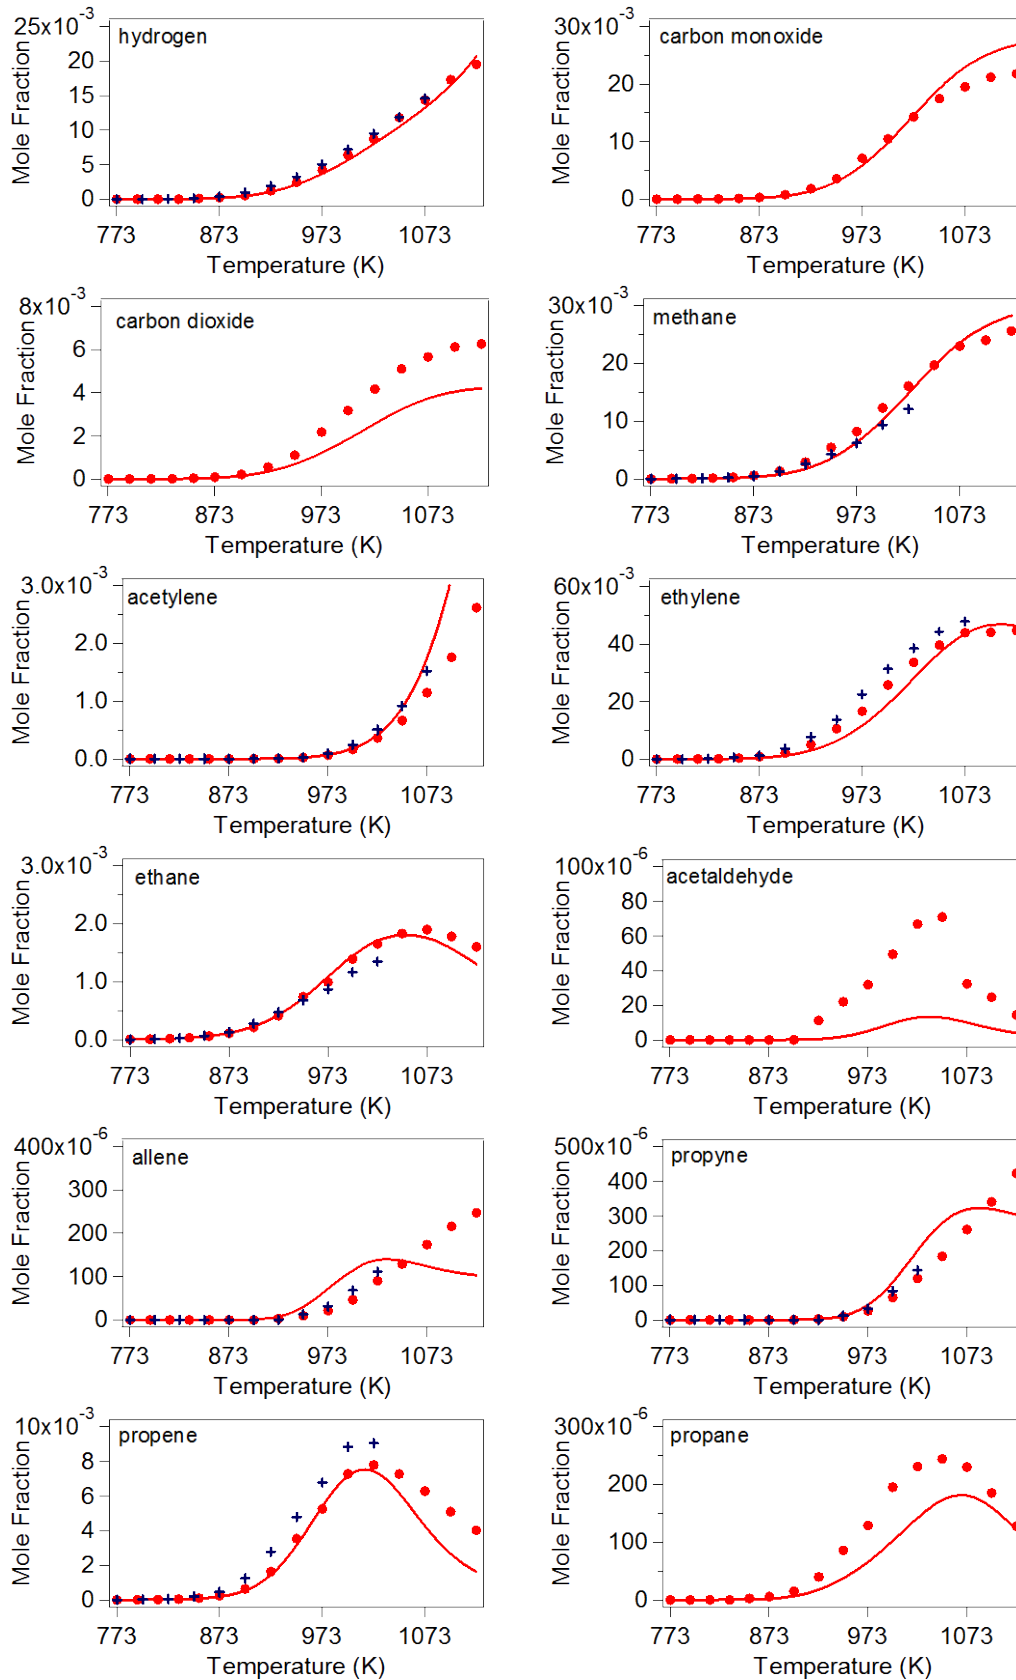 25x10⁻³
hydrogen
20
15
10
5
0
Mole Fraction
773
873
973
1073
Temperature (K)
30x10⁻³
carbon monoxide
20
10
0
Mole Fraction
773
873
973
1073
Temperature (K)
8x10⁻³
carbon dioxide
6
4
2
0
Mole Fraction
773
873
973
1073
Temperature (K)
30x10⁻³
methane
20
10
0
Mole Fraction
773
873
973
1073
Temperature (K)
3.0x10⁻³
acetylene
2.0
1.0
0.0
Mole Fraction
773
873
973
1073
Temperature (K)
60x10⁻³
ethylene
40
20
0
Mole Fraction
773
873
973
1073
Temperature (K)
3.0x10⁻³
ethane
2.0
1.0
0.0
Mole Fraction
773
873
973
1073
Temperature (K)
100x10⁻⁶
acetaldehyde
80
60
40
20
0
Mole Fraction
773
873
973
1073
Temperature (K)
400x10⁻⁶
allene
300
200
100
0
Mole Fraction
773
873
973
1073
Temperature (K)
500x10⁻⁶
propyne
400
300
200
100
0
Mole Fraction
773
873
973
1073
Temperature (K)
10x10⁻³
propene
8
6
4
2
0
Mole Fraction
773
873
973
1073
Temperature (K)
300x10⁻⁶
propane
200
100
0
Mole Fraction
773
873
973
1073
Temperature (K)